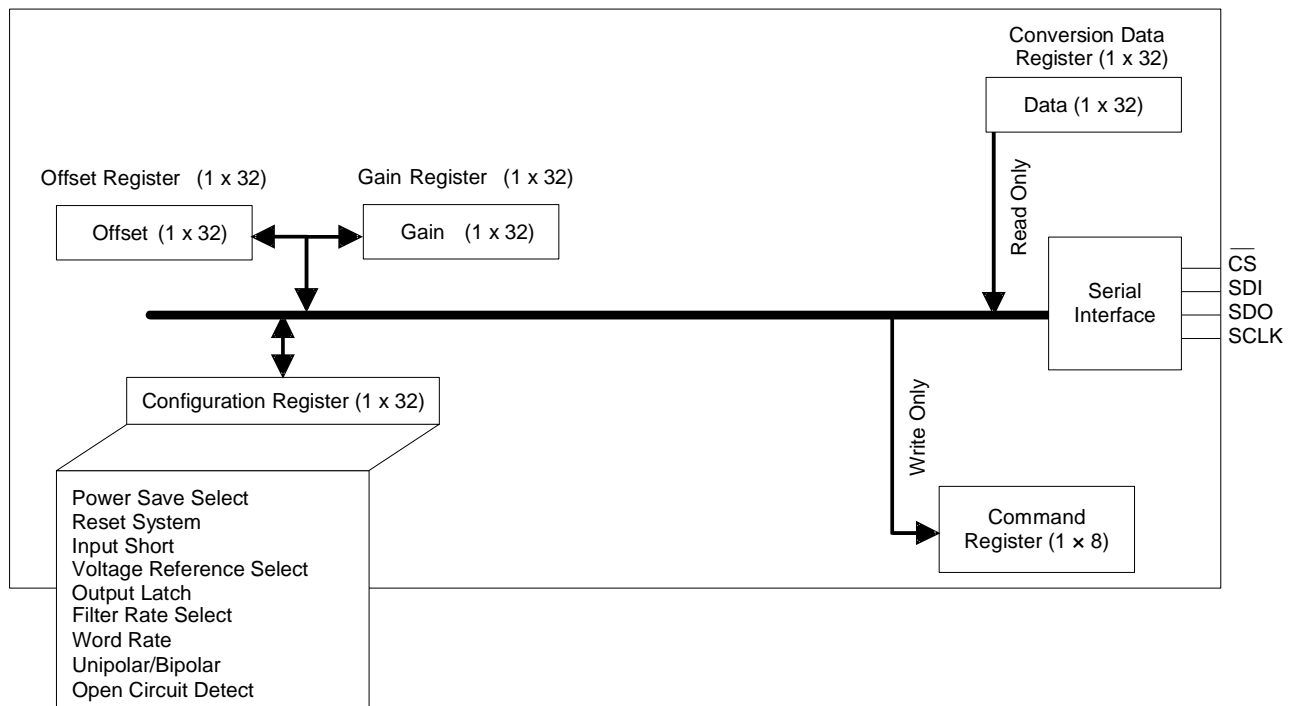 Conversion Data
Register (1 x 32)
Data (1 x 32)
Offset Register (1 x 32)
Gain Register (1 x 32)
Offset (1 x 32)
Gain (1 x 32)
Read Only
Serial
Interface
CS
SDI
SDO
SCLK
Configuration Register (1 x 32)
Write Only
Power Save Select
Reset System
Input Short
Voltage Reference Select
Output Latch
Filter Rate Select
Word Rate
Unipolar/Bipolar
Open Circuit Detect
Command
Register (1 × 8)